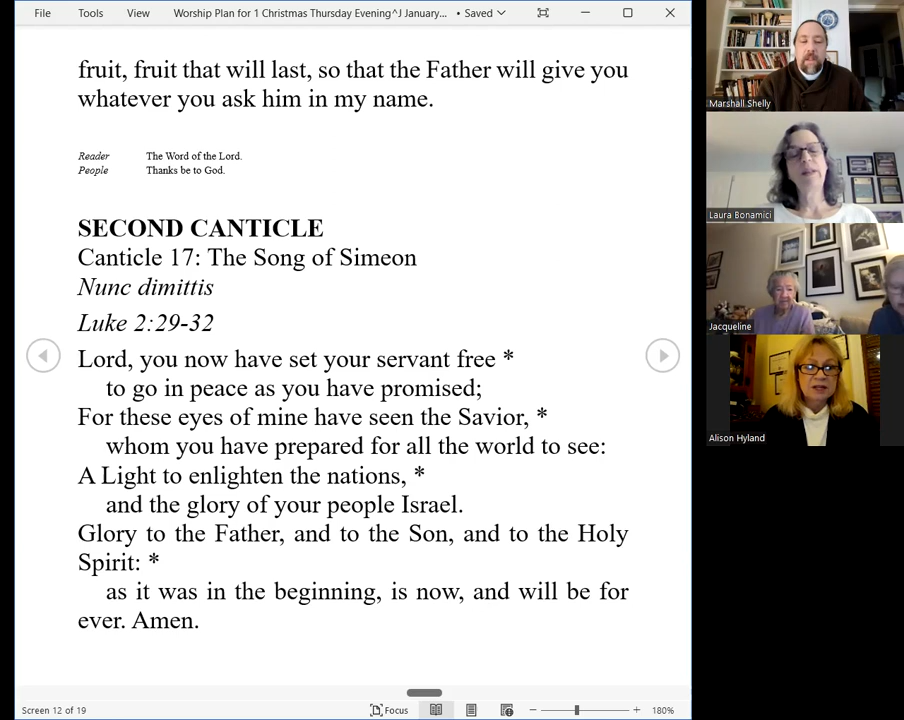 File Tools View Worship Plan for 1 Christmas Thursday Evening^J January... • Saved
fruit, fruit that will last, so that the Father will give you
whatever you ask him in my name.
Reader The Word of the Lord.
People Thanks be to God.
SECOND CANTICLE
Canticle 17: The Song of Simeon
Nunc dimittis
Luke 2:29-32
Lord, you now have set your servant free *
to go in peace as you have promised;
For these eyes of mine have seen the Savior, *
whom you have prepared for all the world to see:
A Light to enlighten the nations, *
and the glory of your people Israel.
Glory to the Father, and to the Son, and to the Holy
Spirit: *
as it was in the beginning, is now, and will be for
ever. Amen.
Screen 12 of 19 Focus 180%
Marshall Shelly
Laura Bonamici
Jacqueline
Alison Hyland